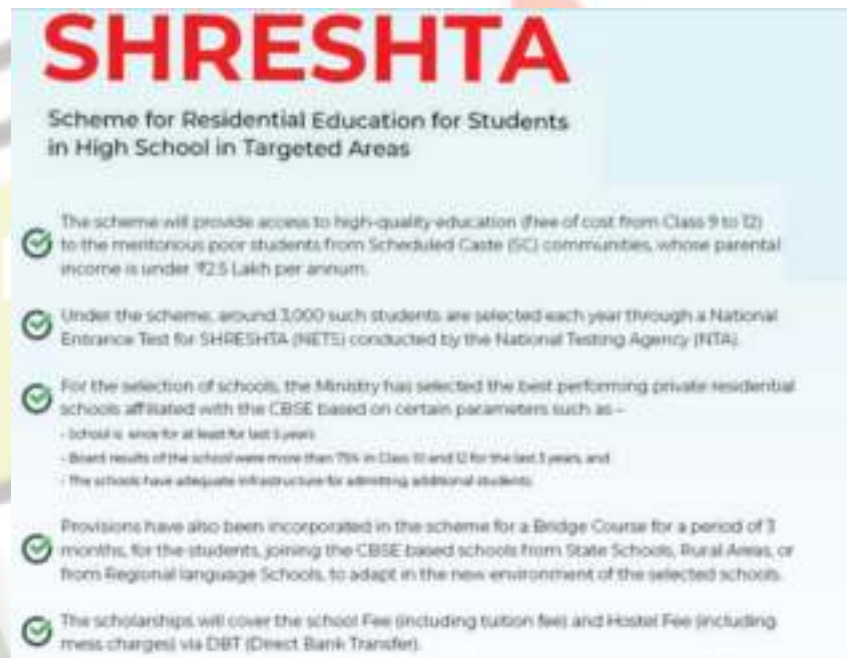 SHRESHTA
Scheme for Residential Education for Students
in High School in Targeted Areas
The scheme will provide access to high-quality education (free of cost from Class 9 to 12)
to the meritorious poor students from Scheduled Caste (SC) communities, whose parental
income is under ₹2.5 Lakh per annum.
Under the scheme, around 3,000 such students are selected each year through a National
Entrance Test for SHRESHTA (NETS) conducted by the National Testing Agency (NTA).
For the selection of schools, the Ministry has selected the best performing private residential
schools affiliated with the CBSE based on certain parameters such as –
- School is for at least for last 5 years
- Board results of the school were more than 75% in Class 10 and 12 for the last 3 years, and
- The schools have adequate infrastructure for admitting additional students.
Provisions have also been incorporated in the scheme for a Bridge Course for a period of 3
months, for the students, joining the CBSE based schools from State Schools, Rural Areas, or
from Regional language Schools, to adapt in the new environment of the selected schools.
The scholarships will cover the school Fee (including tuition fee) and Hostel Fee (including
mess charges) via DBT (Direct Bank Transfer).